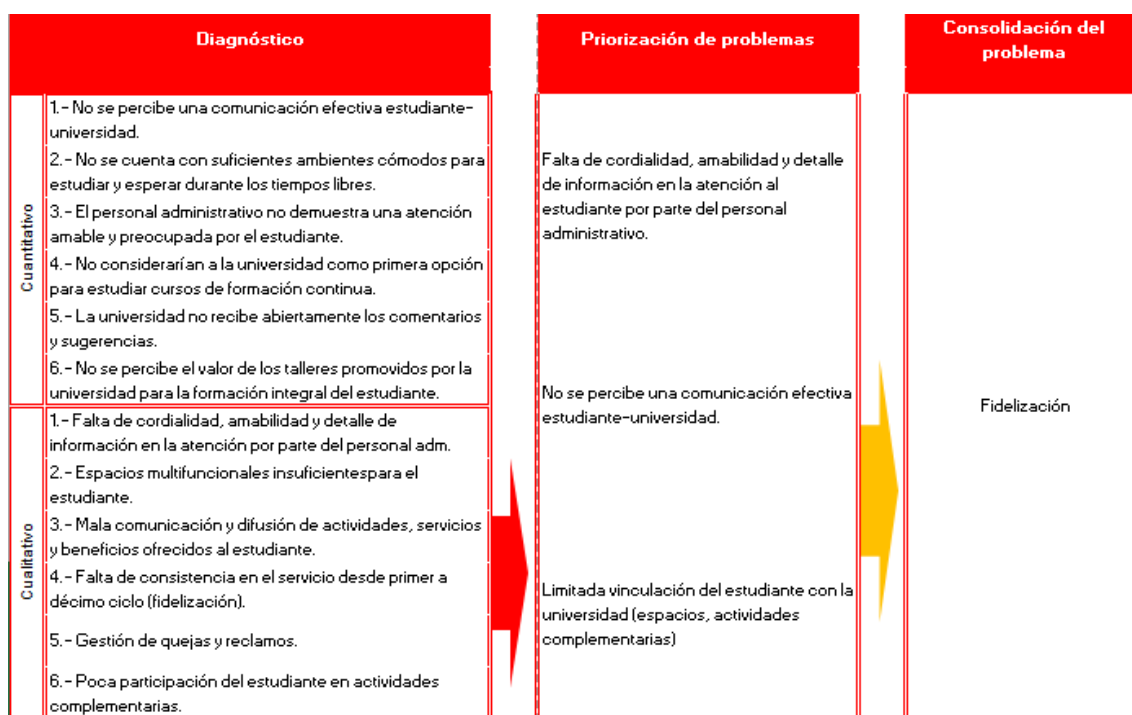 Diagnóstico
Cuantitativo
1.- No se percibe una comunicación efectiva estudiante-
universidad.
2.- No se cuenta con suficientes ambientes cómodos para
estudiar y esperar durante los tiempos libres.
3.- El personal administrativo no demuestra una atención
amable y preocupada por el estudiante.
4.- No considerarían a la universidad como primera opción
para estudiar cursos de formación continua.
5.- La universidad no recibe abiertamente los comentarios
y sugerencias.
6.- No se percibe el valor de los talleres promovidos por la
universidad para la formación integral del estudiante.
Cualitativo
1.- Falta de cordialidad, amabilidad y detalle de
información en la atención por parte del personal adm.
2.- Espacios multifuncionales insuficientespara el
estudiante.
3.- Mala comunicación y difusión de actividades, servicios
y beneficios ofrecidos al estudiante.
4.- Falta de consistencia en el servicio desde primer a
décimo ciclo (fidelización).
5.- Gestión de quejas y reclamos.
6.- Poca participación del estudiante en actividades
complementarias.
Priorización de problemas
Falta de cordialidad, amabilidad y detalle
de información en la atención al
estudiante por parte del personal
administrativo.
No se percibe una comunicación efectiva
estudiante-universidad.
Limitada vinculación del estudiante con la
universidad (espacios, actividades
complementarias)
Consolidación del
problema
Fidelización